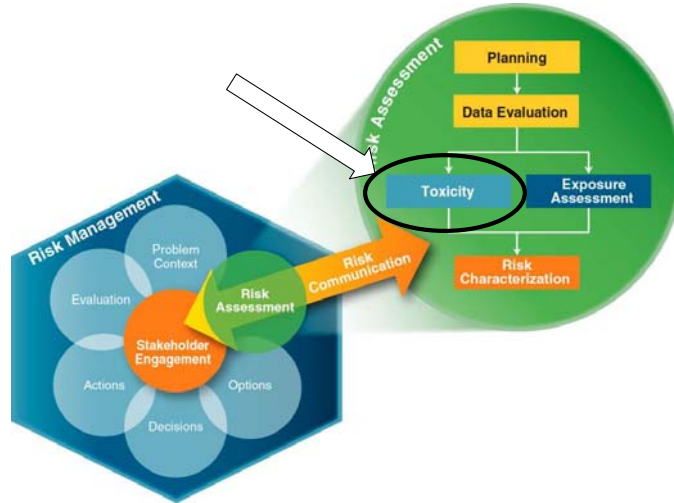 Risk Assessment
Planning
Data Evaluation
Toxicity
Exposure
Assessment
Risk
Characterization
Risk Management
Problem
Context
Evaluation
Risk
Assessment
Risk
Communication
Stakeholder
Engagement
Actions
Options
Decisions